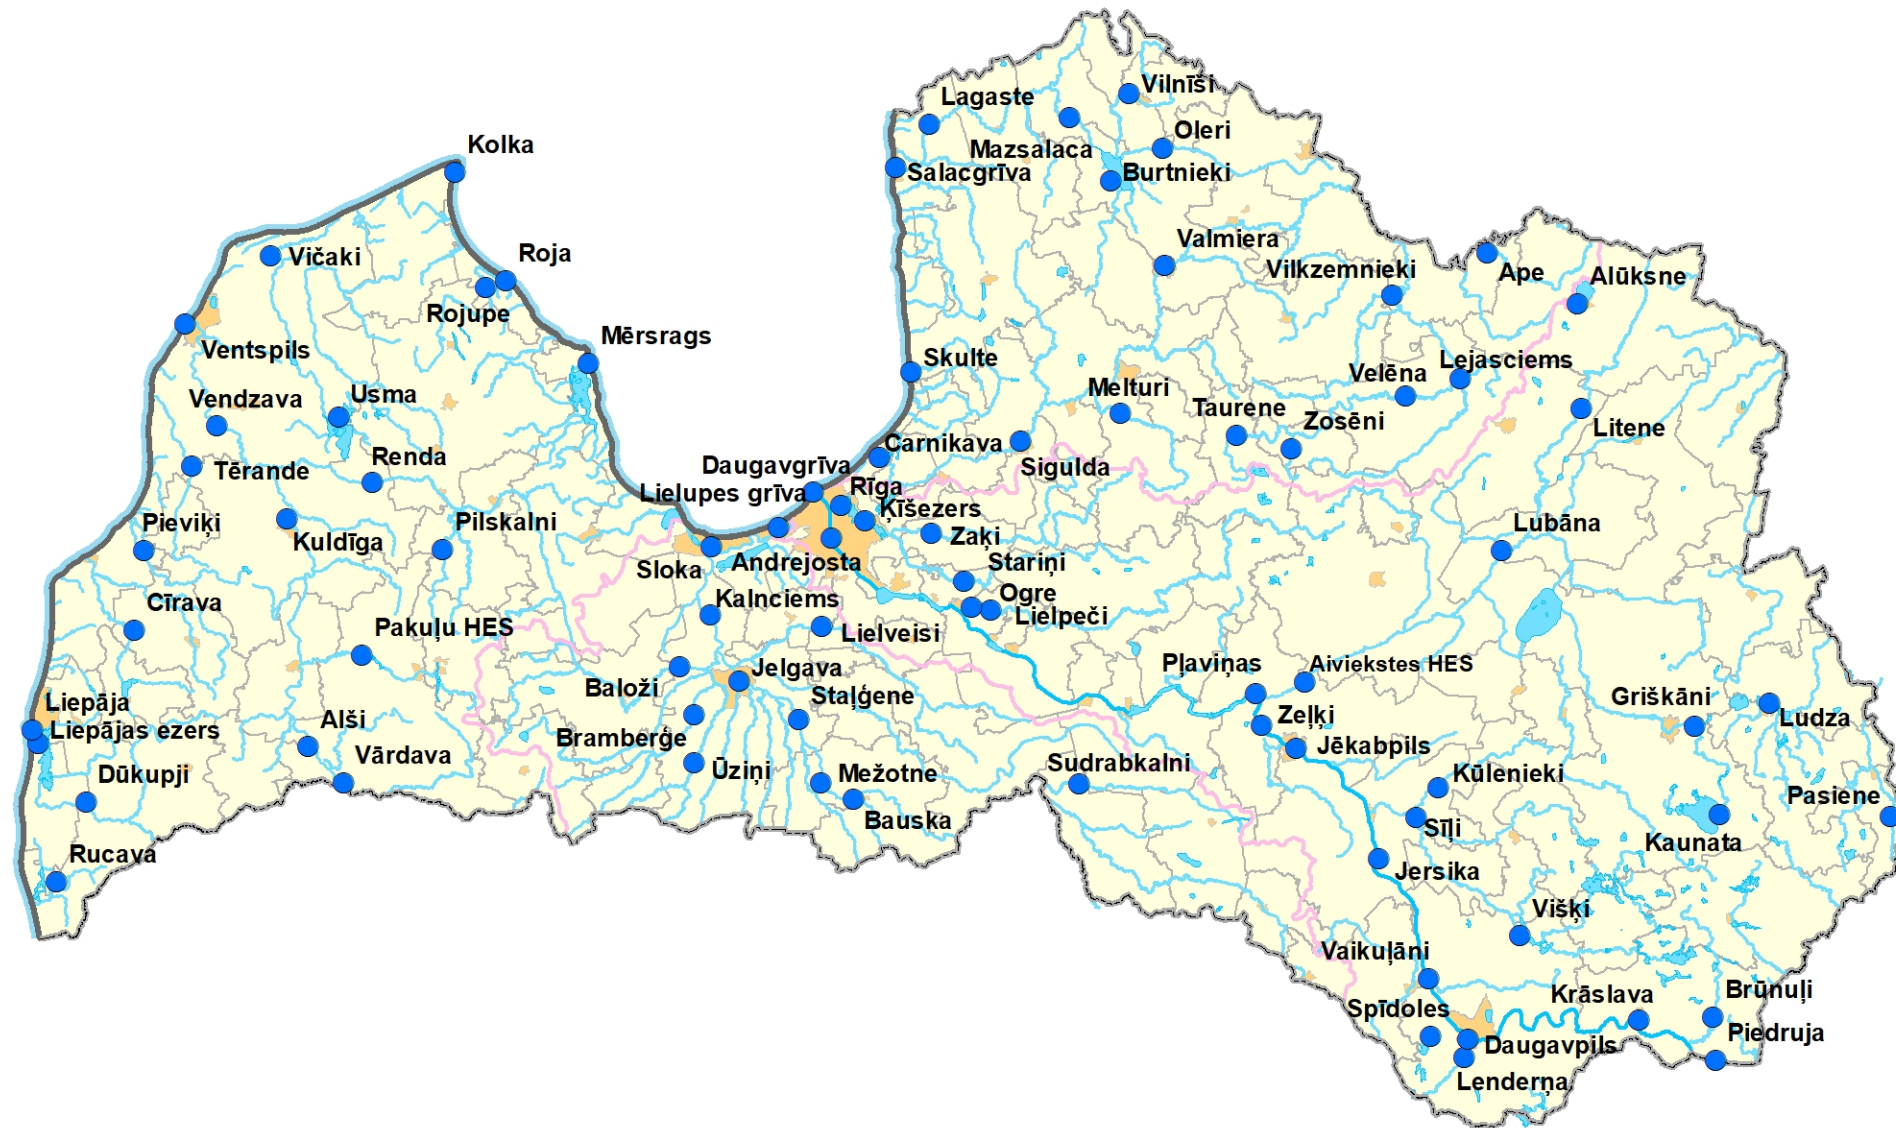 Vilnīši
Lagaste
Oleri
Kolka
Mazsalaca
Salacgrīva
Burtnieki
Valmiera
Roja
Vičaki
Vilkzemnieki
Ape
Alūksne
Rojupe
Mērsrags
Ventspils
Skulte
Lejasciems
Velēna
Melturi
Usma
Vendzava
Taurene
Zosēni
Litene
Carnikava
Renda
Daugavgrīva
Sigulda
Tērande
Rīga
Lielupes grīva
Ķīšezers
Pieviķi
Pilskalni
Lubāna
Zaķi
Kuldīga
Stariņi
Andrejosta
Sloka
Ogre
Kalnciems
Cīrava
Lielpeči
Pakuļu HES
Lielveisi
Pļaviņas
Aiviekstes HES
Jelgava
Baloži
Staļģene
Griškāni
Liepāja
Zeļķi
Ludza
Alši
Liepājas ezers
Bramberģe
Jēkabpils
Vārdava
Sudrabkalni
Ūziņi
Mežotne
Kūlenieki
Dūkupji
Pasiene
Bauska
Sīļi
Kaunata
Rucava
Jersika
Višķi
Vaikuļāni
Brūnuļi
Krāslava
Spīdoles
Piedruja
Daugavpils
Lenderņa